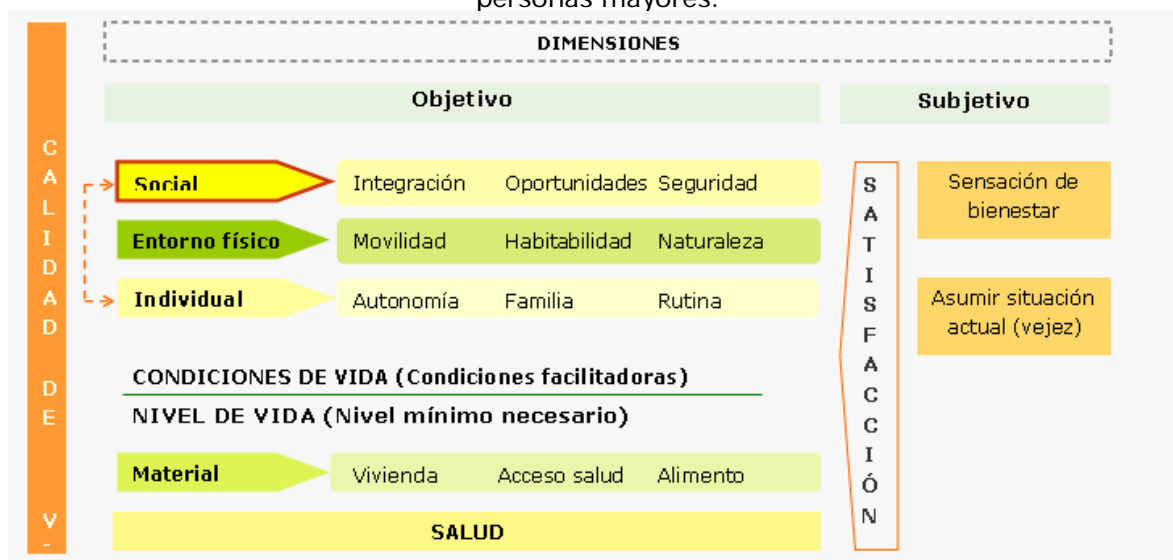 personas mayores.
DIMENSIONES
Objetivo
Subjetivo
CALIDAD DE V
Social
Integración Oportunidades Seguridad
Entorno físico
Movilidad Habitabilidad Naturaleza
Individual
Autonomía Familia Rutina
CONDICIONES DE VIDA (Condiciones facilitadoras)
NIVEL DE VIDA (Nivel mínimo necesario)
Material
Vivienda Acceso salud Alimento
SALUD
SATISFACCIÓN
Sensación de
bienestar
Asumir situación
actual (vejez)